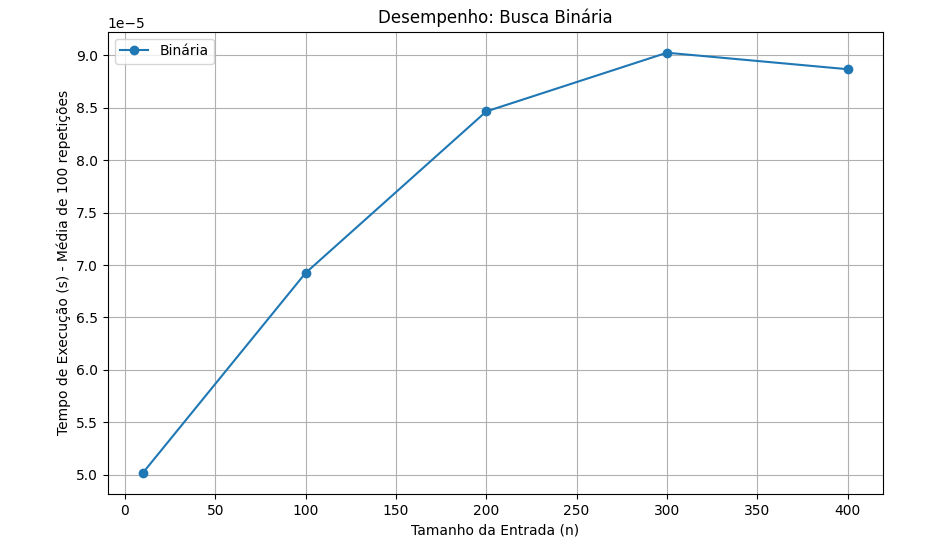 Desempenho: Busca Binária
1e−5
Binária
9.0
8.5
8.0
7.5
7.0
6.5
6.0
5.5
5.0
Tempo de Execução (s) - Média de 100 repetições
0 50 100 150 200 250 300 350 400
Tamanho da Entrada (n)